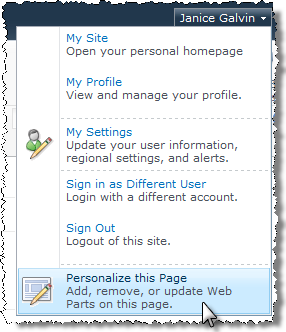 Janice Galvin
My Site
Open your personal homepage
My Profile
View and manage your profile.
My Settings
Update your user information,
regional settings, and alerts.
Sign in as Different User
Login with a different account.
Sign Out
Logout of this site.
Personalize this Page
Add, remove, or update Web
Parts on this page.